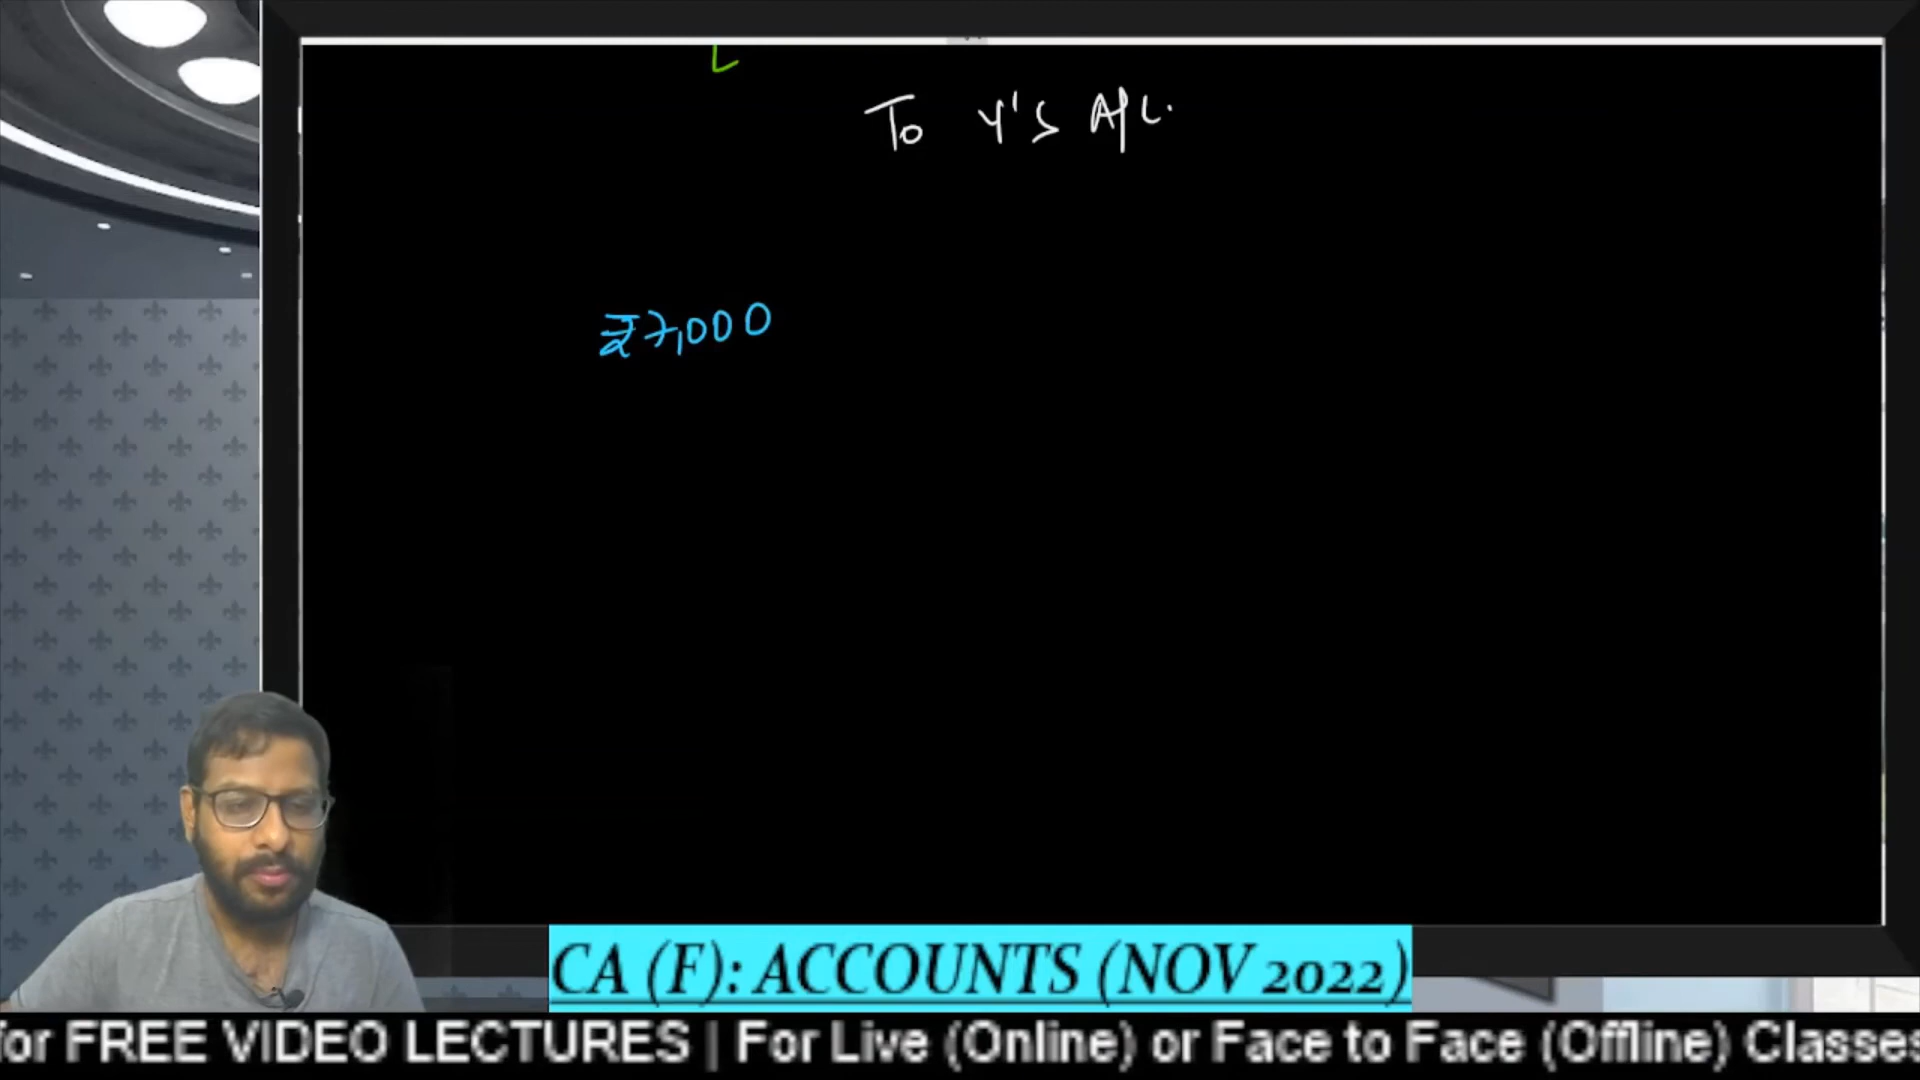 To Y's A/c.
₹7,000
CA (F): ACCOUNTS (NOV 2022)
for FREE VIDEO LECTURES | For Live (Online) or Face to Face (Offline) Classes